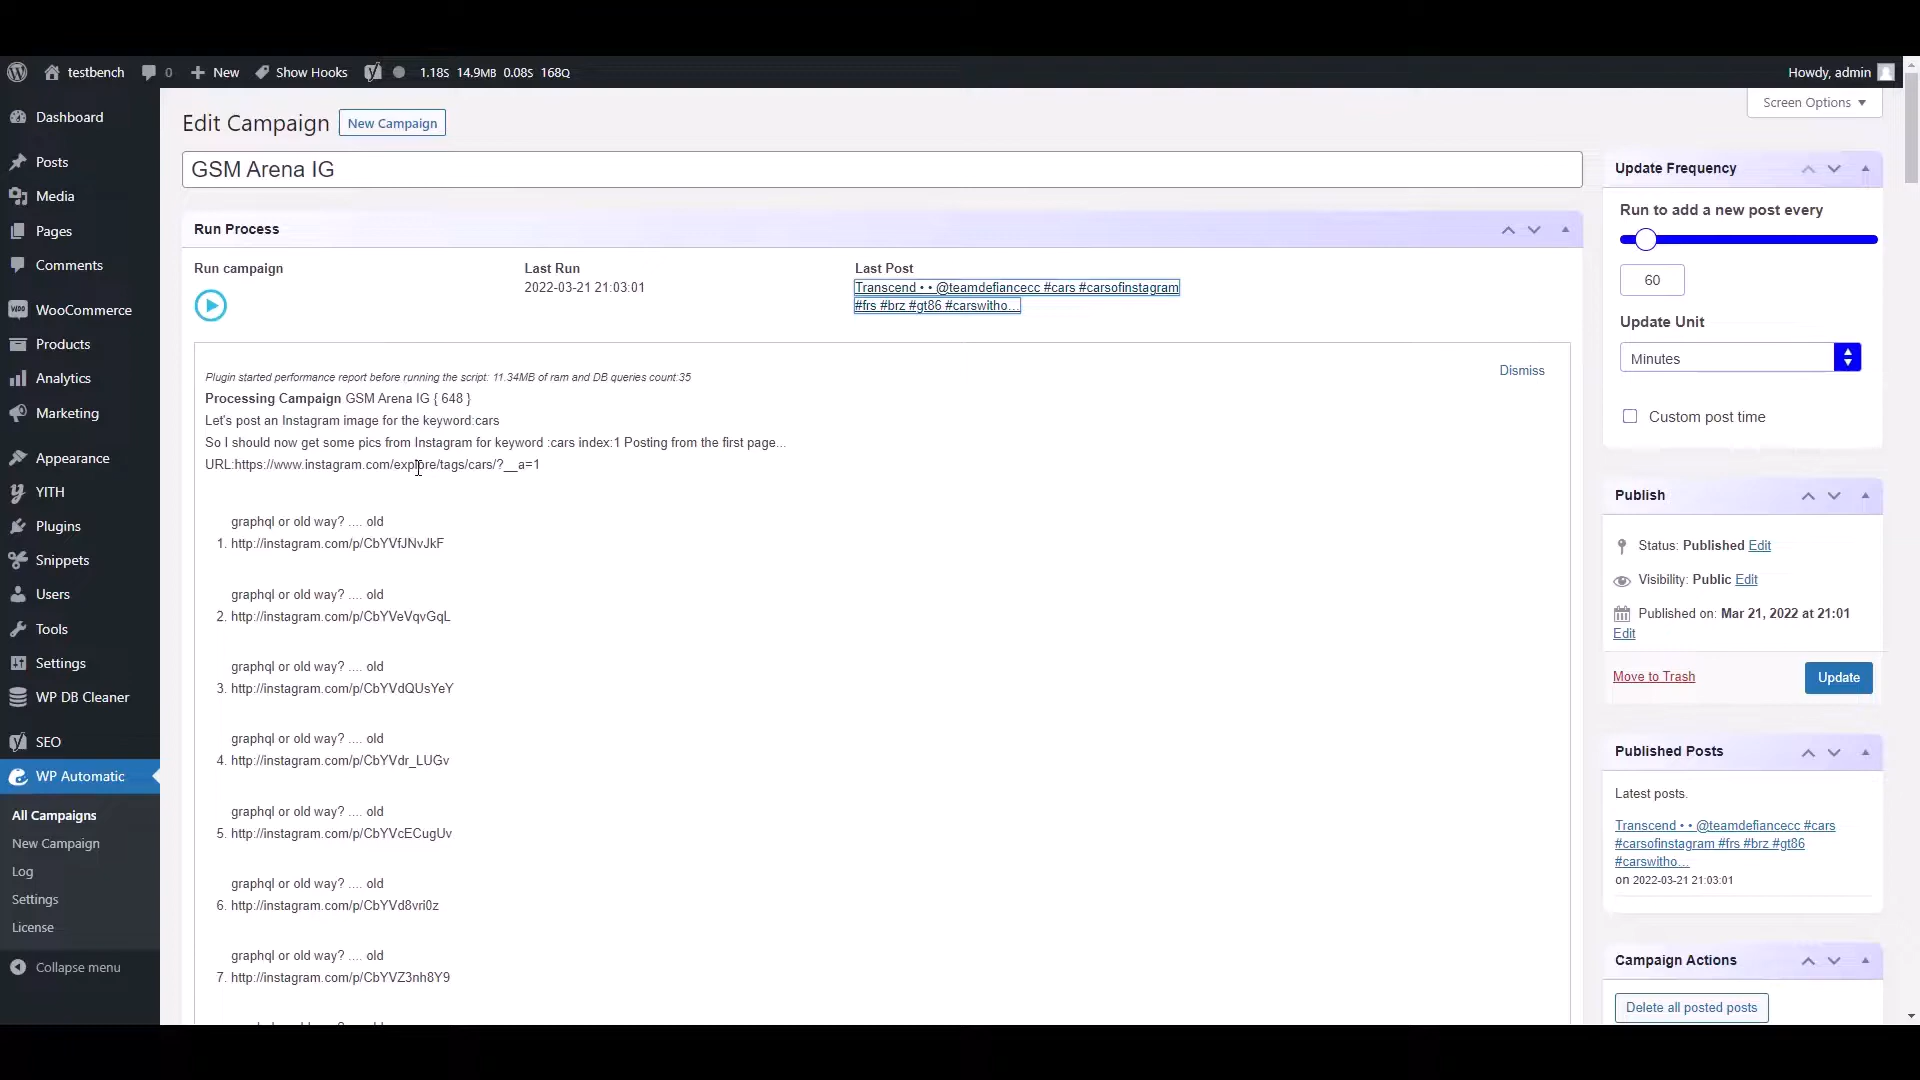 testbench 0 New Show Hooks 1.18S 14.9MB 0.08S 168Q Howdy, admin
Screen Options
Dashboard
Posts
Media
Pages
Comments
WooCommerce
Products
Analytics
Marketing
Appearance
YITH
Plugins
Snippets
Users
Tools
Settings
WP DB Cleaner
SEO
WP Automatic
All Campaigns
New Campaign
Log
Settings
License
Collapse menu
Edit Campaign New Campaign
GSM Arena IG
Run Process
Run campaign
Last Run
2022-03-21 21:03:01
Last Post
Transcend • • @teamdefiancecc #cars #carsofinstagram
#frs #brz #gt86 #carswitho...
Dismiss
Plugin started performance report before running the script: 11.34MB of ram and DB queries count:35
Processing Campaign GSM Arena IG { 648 }
Let's post an Instagram image for the keyword:cars
So I should now get some pics from Instagram for keyword :cars index:1 Posting from the first page...
URL:https://www.instagram.com/explore/tags/cars/?__a=1
graphql or old way? .... old
1. http://instagram.com/p/CbYVfJNvJkF
graphql or old way? .... old
2. http://instagram.com/p/CbYVeVqvGqL
graphql or old way? .... old
3. http://instagram.com/p/CbYVdQUsYeY
graphql or old way? .... old
4. http://instagram.com/p/CbYVdr_LUGv
graphql or old way? .... old
5. http://instagram.com/p/CbYVcECugUv
graphql or old way? .... old
6. http://instagram.com/p/CbYVd8vri0z
graphql or old way? .... old
7. http://instagram.com/p/CbYVZ3nh8Y9
Update Frequency
Run to add a new post every
60
Update Unit
Minutes
Custom post time
Publish
Status: Published Edit
Visibility: Public Edit
Published on: Mar 21, 2022 at 21:01
Edit
Move to Trash Update
Published Posts
Latest posts.
Transcend • • @teamdefiancecc #cars
#carsofinstagram #frs #brz #gt86
#carswitho...
on 2022-03-21 21:03:01
Campaign Actions
Delete all posted posts